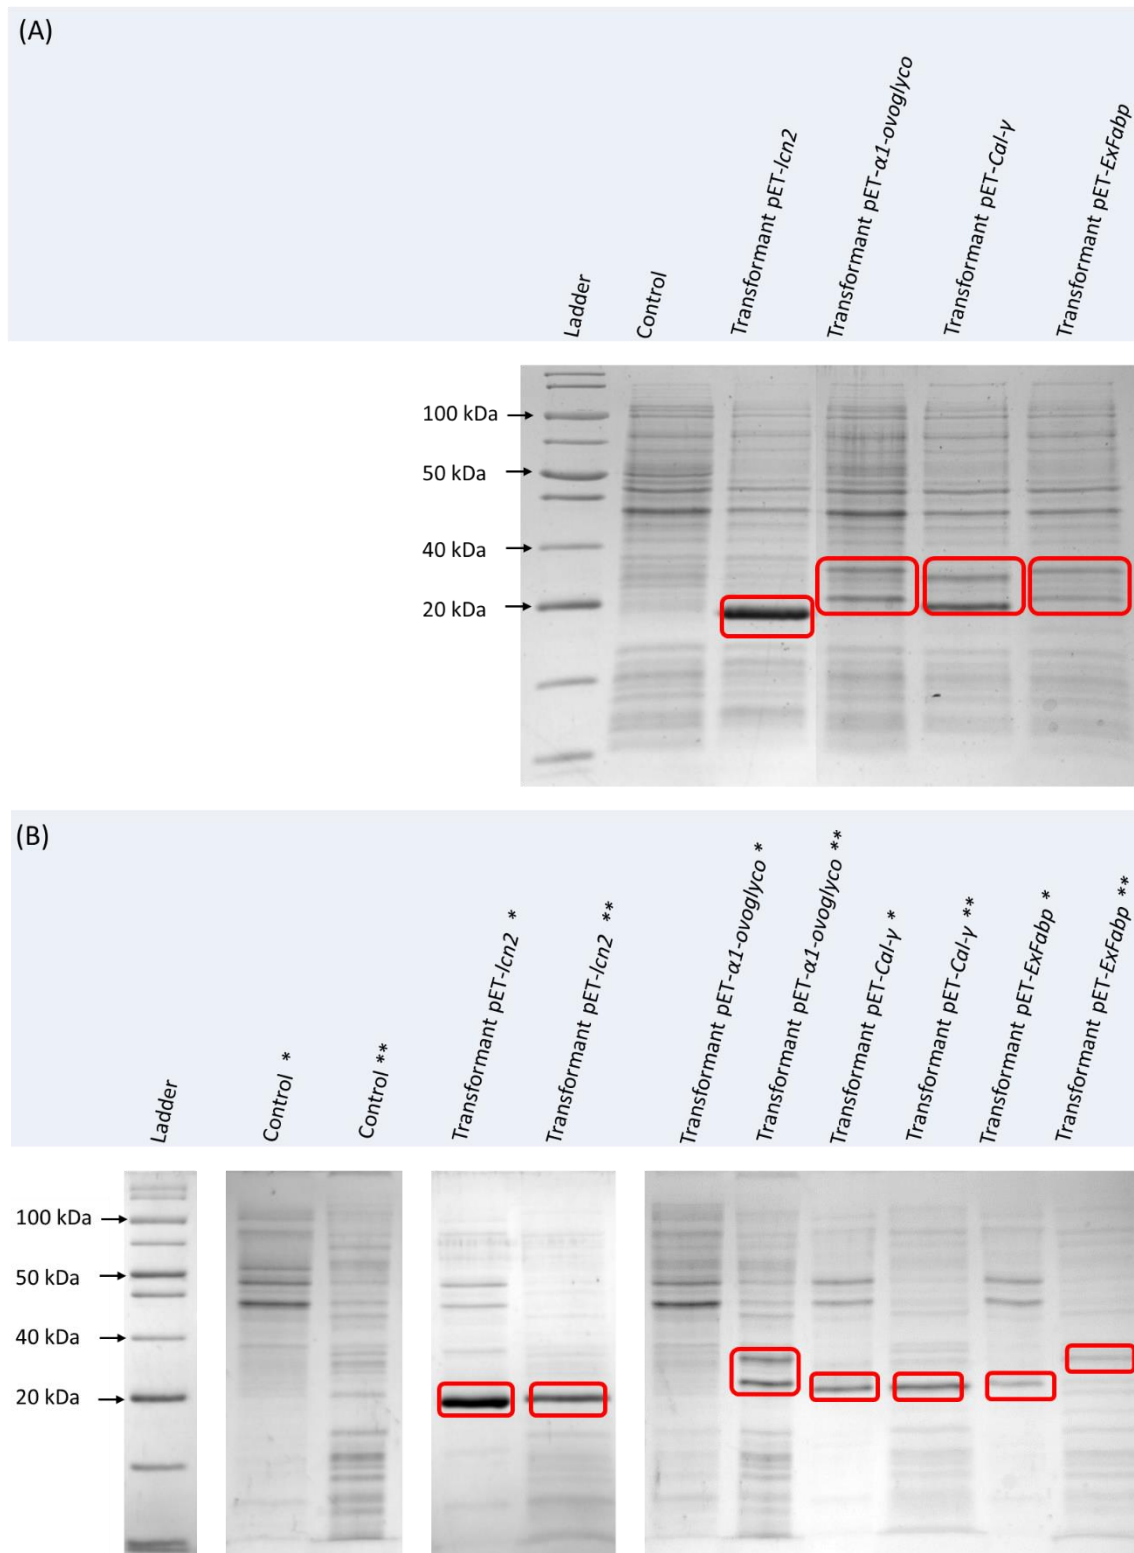 (A)
Ladder
Control
Transformant pET-lcn2
Transformant pET-α1-ovoglyco
Transformant pET-Cal-γ
Transformant pET-ExFabp
100 kDa
50 kDa
40 kDa
20 kDa
(B)
Ladder
Control *
Control **
Transformant pET-lcn2 *
Transformant pET-lcn2 **
Transformant pET-α1-ovoglyco *
Transformant pET-α1-ovoglyco **
Transformant pET-Cal-γ *
Transformant pET-Cal-γ **
Transformant pET-ExFabp *
Transformant pET-ExFabp **
100 kDa
50 kDa
40 kDa
20 kDa